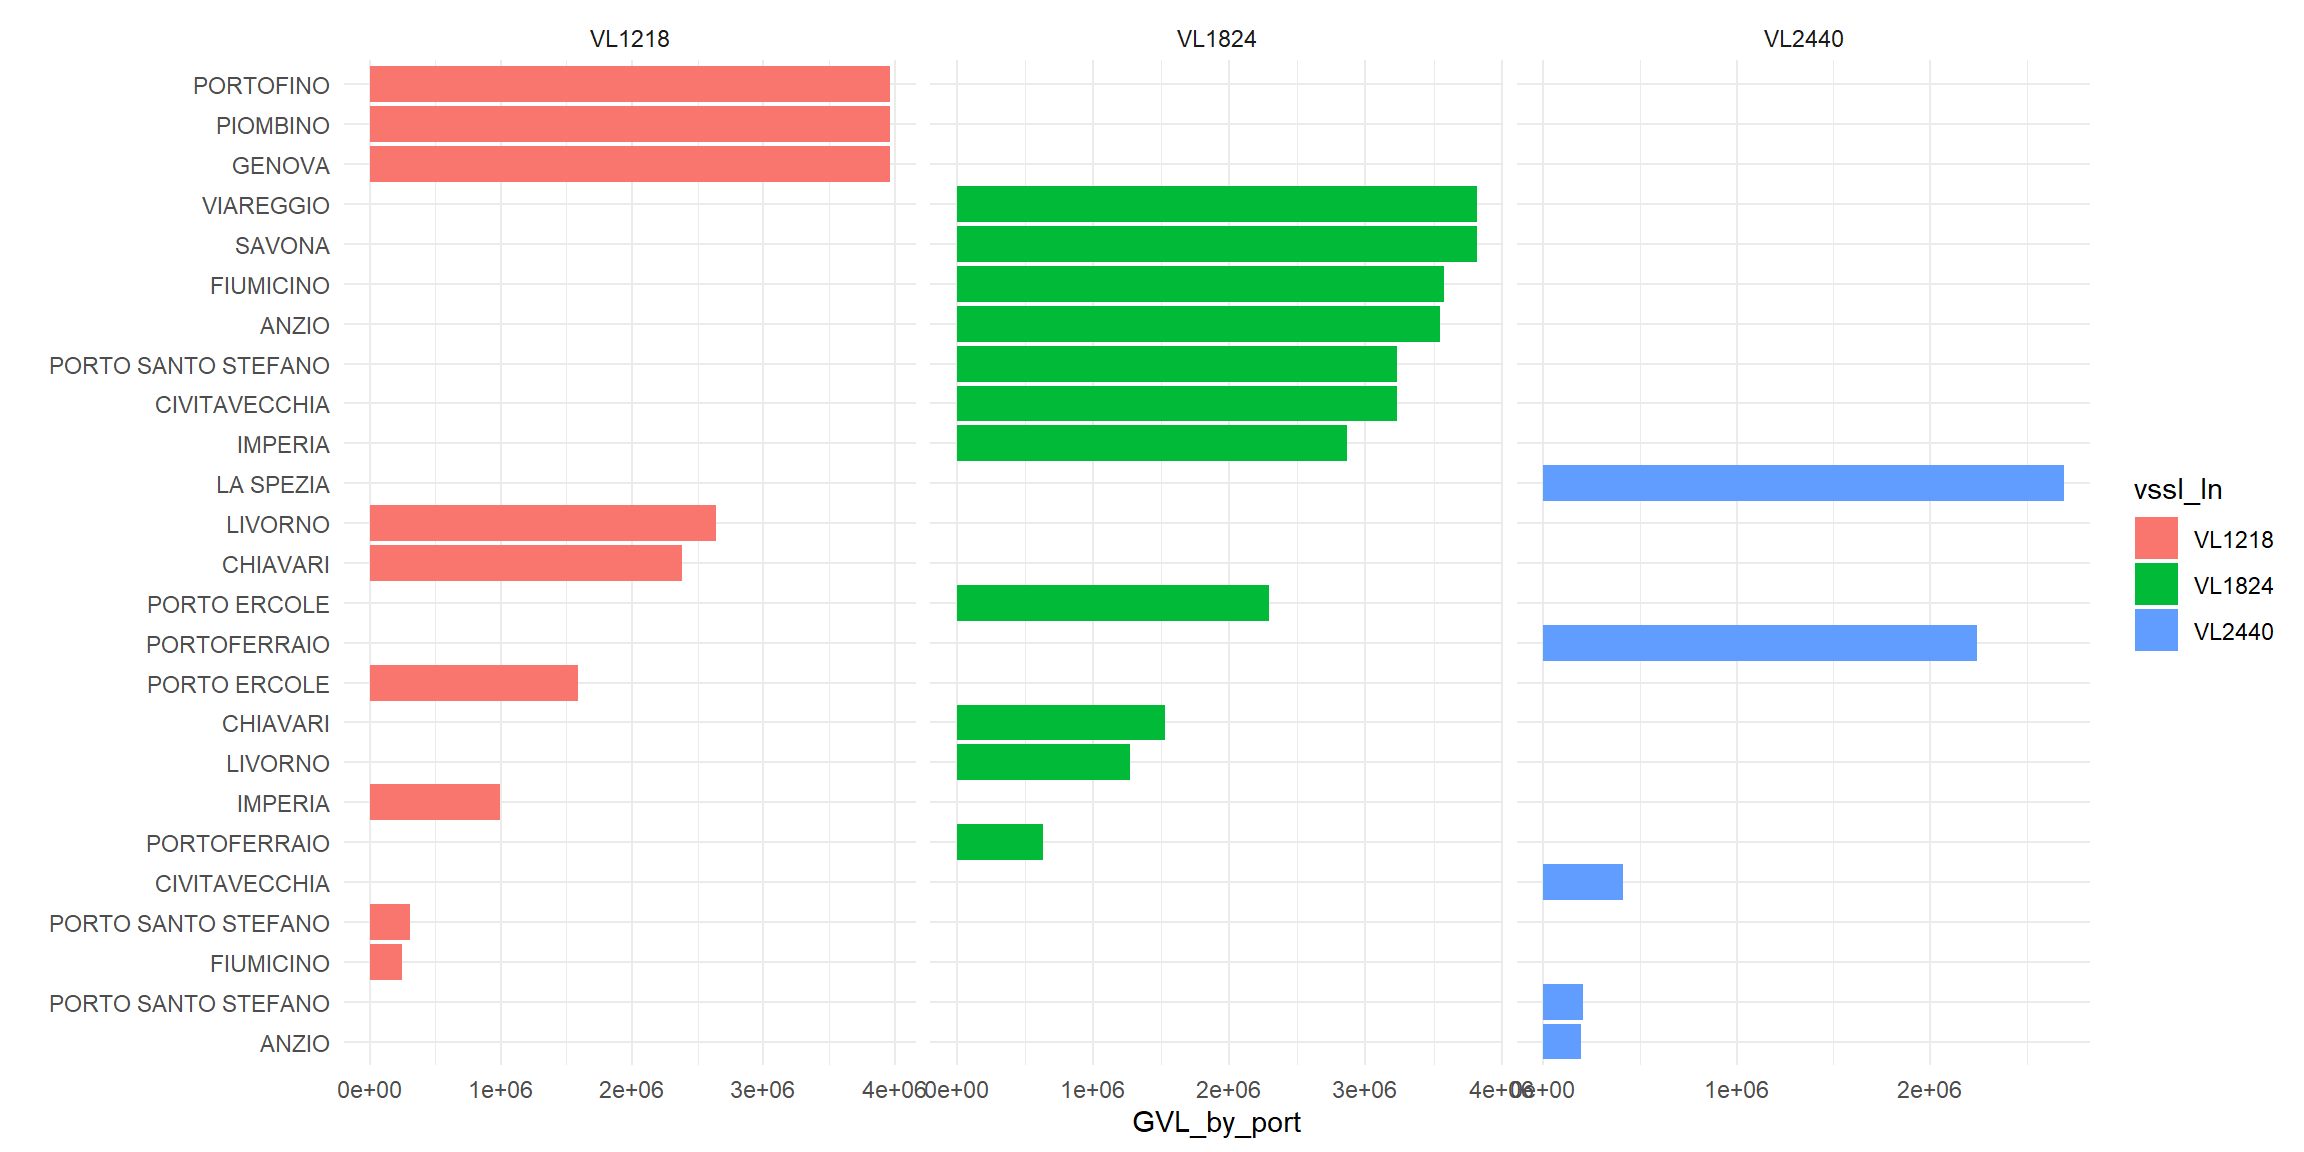 VL1218 VL1824 VL2440
PORTOFINO
PIOMBINO
GENOVA
VIAREGGIO
SAVONA
FIUMICINO
ANZIO
PORTO SANTO STEFANO
CIVITAVECCHIA
IMPERIA
LA SPEZIA
LIVORNO
CHIAVARI
PORTO ERCOLE
PORTOFERRAIO
PORTO ERCOLE
CHIAVARI
LIVORNO
IMPERIA
PORTOFERRAIO
CIVITAVECCHIA
PORTO SANTO STEFANO
FIUMICINO
PORTO SANTO STEFANO
ANZIO
0e+00 1e+06 2e+06 3e+06 4e+06 0e+00 1e+06 2e+06 3e+06 4e+06 0e+00 1e+06 2e+06
GVL_by_port
vssl_ln
VL1218
VL1824
VL2440